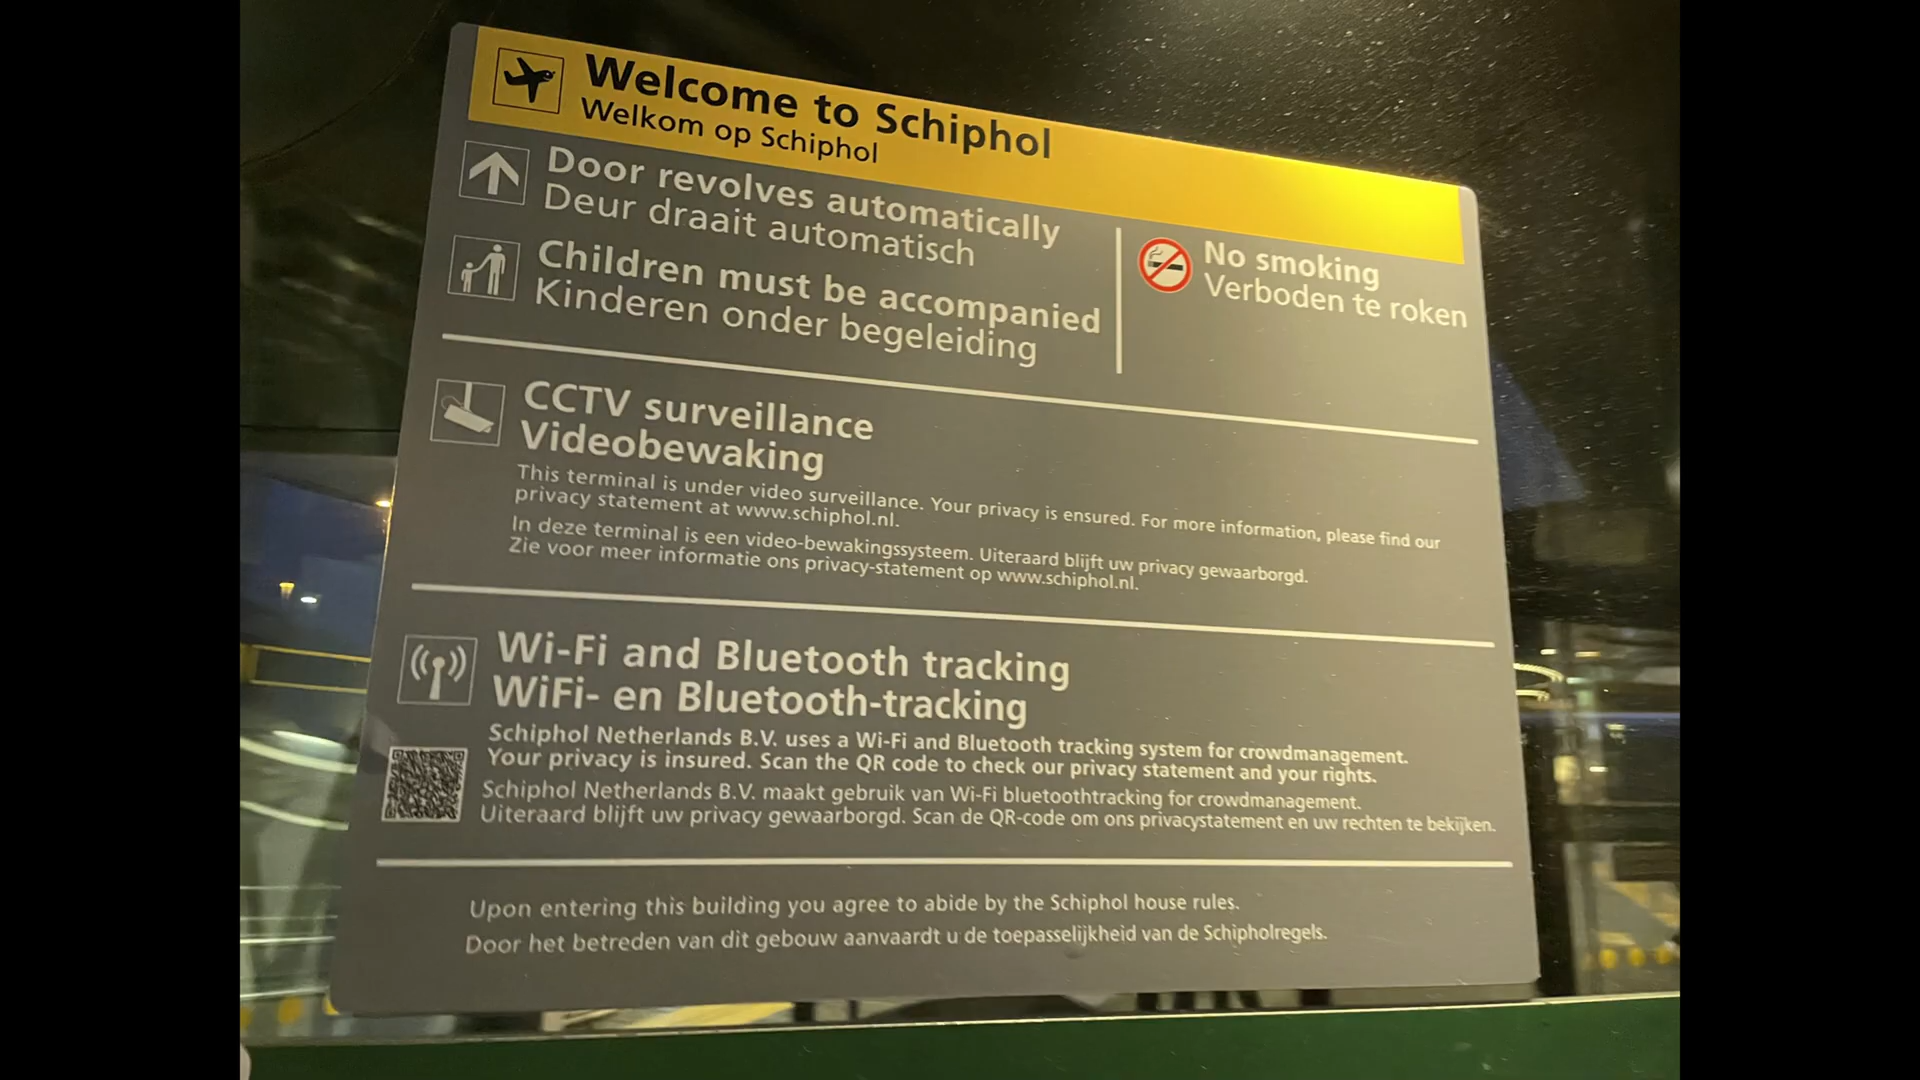 Welcome to Schiphol
Welkom op Schiphol
Door revolves automatically
Deur draait automatisch
Children must be accompanied
Kinderen onder begeleiding
No smoking
Verboden te roken
CCTV surveillance
Videobewaking
This terminal is under video surveillance. Your privacy is ensured. For more information, please find our
privacy statement at www.schiphol.nl.
In deze terminal is een video-bewakingssysteem. Uiteraard blijft uw privacy gewaarborgd.
Zie voor meer informatie ons privacy-statement op www.schiphol.nl.
Wi-Fi and Bluetooth tracking
WiFi- en Bluetooth-tracking
Schiphol Netherlands B.V. uses a Wi-Fi and Bluetooth tracking system for crowdmanagement.
Your privacy is insured. Scan the QR code to check our privacy statement and your rights.
Schiphol Netherlands B.V. maakt gebruik van Wi-Fi bluetoothtracking for crowdmanagement.
Uiteraard blijft uw privacy gewaarborgd. Scan de QR-code om ons privacystatement en uw rechten te bekijken.
Upon entering this building you agree to abide by the Schiphol house rules.
Door het betreden van dit gebouw aanvaardt u de toepasselijkheid van de Schipholregels.